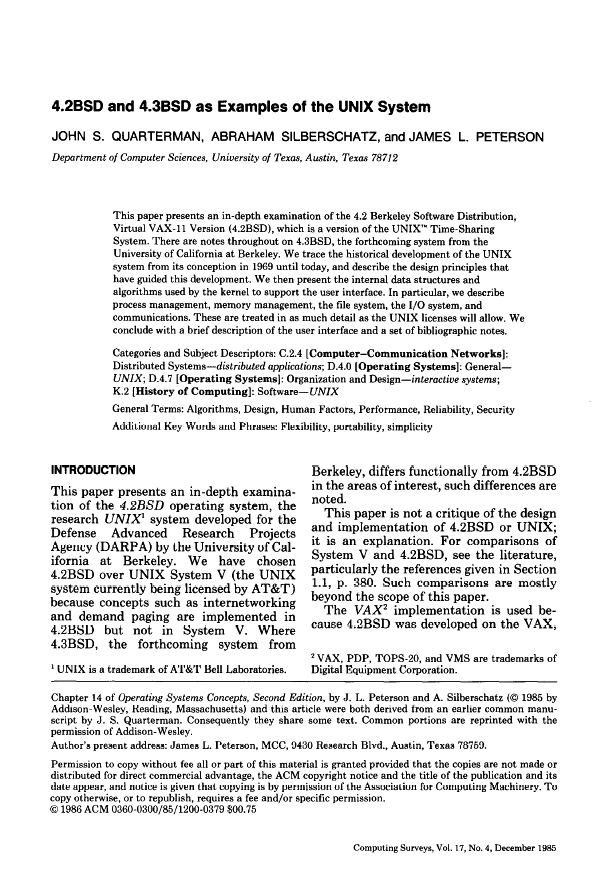 4.2BSD and 4.3BSD as Examples of the UNIX System
JOHN S. QUARTERMAN, ABRAHAM SILBERSCHATZ, and JAMES L. PETERSON
Department of Computer Sciences, University of Texas, Austin, Texas 78712
This paper presents an in-depth examination of the 4.2 Berkeley Software Distribution,
Virtual VAX-11 Version (4.2BSD), which is a version of the UNIX™ Time-Sharing
System. There are notes throughout on 4.3BSD, the forthcoming system from the
University of California at Berkeley. We trace the historical development of the UNIX
system from its conception in 1969 until today, and describe the design principles that
have guided this development. We then present the internal data structures and
algorithms used by the kernel to support the user interface. In particular, we describe
process management, memory management, the file system, the I/O system, and
communications. These are treated in as much detail as the UNIX licenses will allow. We
conclude with a brief description of the user interface and a set of bibliographic notes.
Categories and Subject Descriptors: C.2.4 [Computer–Communication Networks]:
Distributed Systems—distributed applications; D.4.0 [Operating Systems]: General—
UNIX; D.4.7 [Operating Systems]: Organization and Design—interactive systems;
K.2 [History of Computing]: Software—UNIX
General Terms: Algorithms, Design, Human Factors, Performance, Reliability, Security
Additional Key Words and Phrases: Flexibility, portability, simplicity
INTRODUCTION
This paper presents an in-depth examina-
tion of the 4.2BSD operating system, the
research UNIX¹ system developed for the
Defense Advanced Research Projects
Agency (DARPA) by the University of Cal-
ifornia at Berkeley. We have chosen
4.2BSD over UNIX System V (the UNIX
system currently being licensed by AT&T)
because concepts such as internetworking
and demand paging are implemented in
4.2BSD but not in System V. Where
4.3BSD, the forthcoming system from
¹ UNIX is a trademark of AT&T Bell Laboratories.
Berkeley, differs functionally from 4.2BSD
in the areas of interest, such differences are
noted.
This paper is not a critique of the design
and implementation of 4.2BSD or UNIX;
it is an explanation. For comparisons of
System V and 4.2BSD, see the literature,
particularly the references given in Section
1.1, p. 380. Such comparisons are mostly
beyond the scope of this paper.
The VAX² implementation is used be-
cause 4.2BSD was developed on the VAX,
² VAX, PDP, TOPS-20, and VMS are trademarks of
Digital Equipment Corporation.
Chapter 14 of Operating Systems Concepts, Second Edition, by J. L. Peterson and A. Silberschatz (© 1985 by
Addison-Wesley, Reading, Massachusetts) and this article were both derived from an earlier common manu-
script by J. S. Quarterman. Consequently they share some text. Common portions are reprinted with the
permission of Addison-Wesley.
Author's present address: James L. Peterson, MCC, 9430 Research Blvd., Austin, Texas 78759.
Permission to copy without fee all or part of this material is granted provided that the copies are not made or
distributed for direct commercial advantage, the ACM copyright notice and the title of the publication and its
date appear, and notice is given that copying is by permission of the Association for Computing Machinery. To
copy otherwise, or to republish, requires a fee and/or specific permission.
© 1986 ACM 0360-0300/85/1200-0379 $00.75
Computing Surveys, Vol. 17, No. 4, December 1985